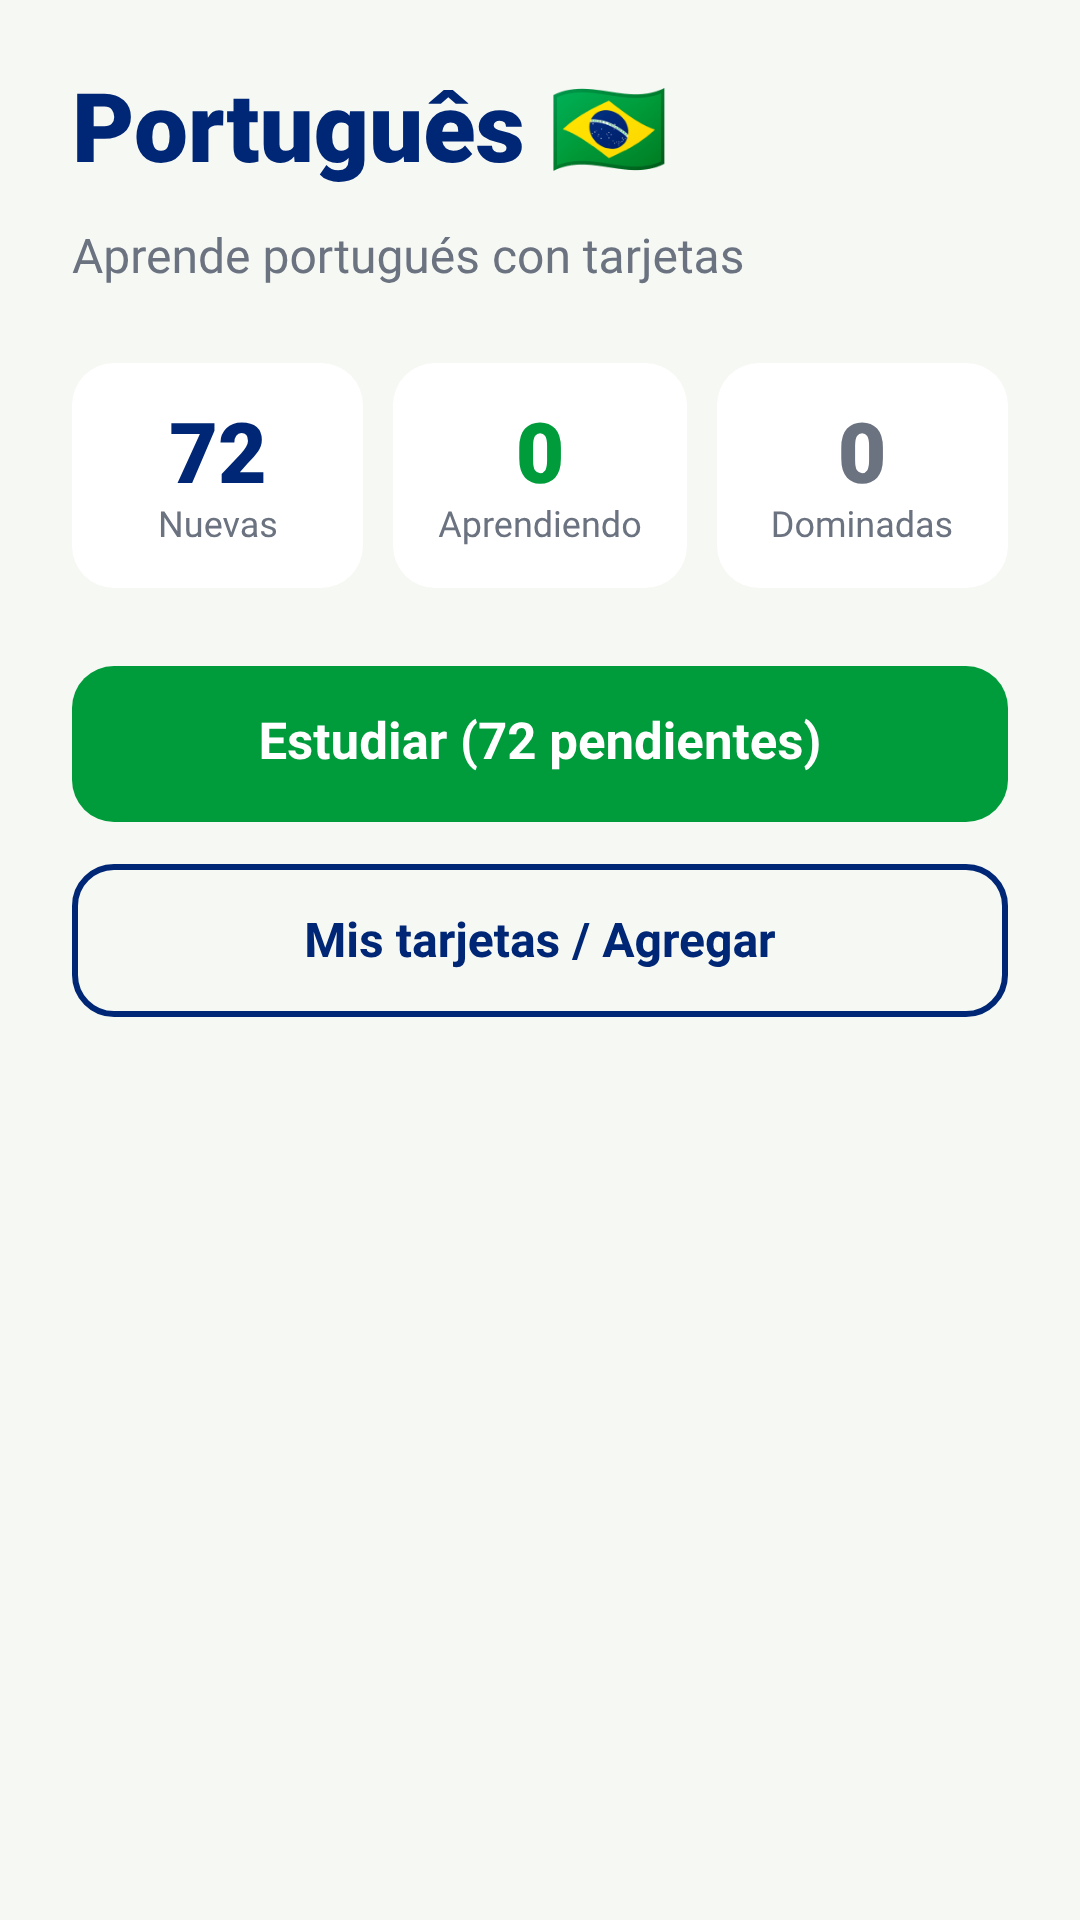 Português 🇧🇷
Aprende portugués con tarjetas
72 0 0
Nuevas Aprendiendo Dominadas
Estudiar (72 pendientes)
Mis tarjetas / Agregar